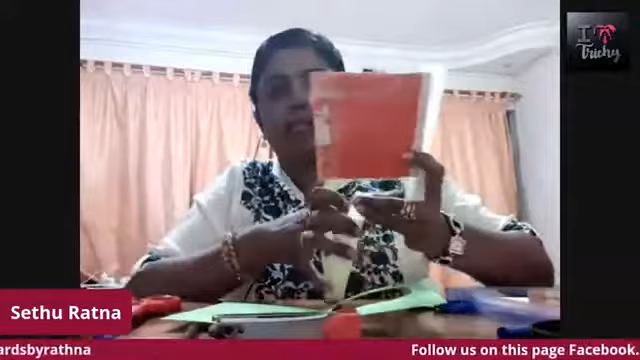 I
Trichy
Sethu Ratna
ardsbyrathna
Follow us on this page Facebook.